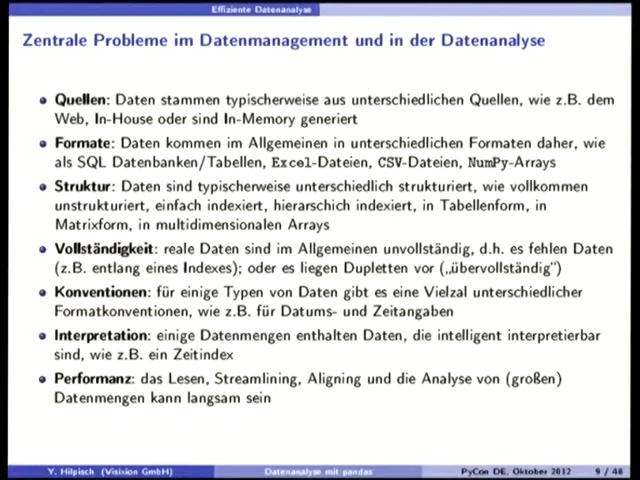 Effiziente Datenanalyse
Zentrale Probleme im Datenmanagement und in der Datenanalyse
Quellen: Daten stammen typischerweise aus unterschiedlichen Quellen, wie z.B. dem
Web, In-House oder sind In-Memory generiert
Formate: Daten kommen im Allgemeinen in unterschiedlichen Formaten daher, wie
als SQL Datenbanken/Tabellen, Excel-Dateien, CSV-Dateien, NumPy-Arrays
Struktur: Daten sind typischerweise unterschiedlich strukturiert, wie vollkommen
unstrukturiert, einfach indexiert, hierarschich indexiert, in Tabellenform, in
Matrixform, in multidimensionalen Arrays
Vollständigkeit: reale Daten sind im Allgemeinen unvollständig, d.h. es fehlen Daten
(z.B. entlang eines Indexes); oder es liegen Dupletten vor („übervollständig“)
Konventionen: für einige Typen von Daten gibt es eine Vielzal unterschiedlicher
Formatkonventionen, wie z.B. für Datums- und Zeitangaben
Interpretation: einige Datenmengen enthalten Daten, die intelligent interpretierbar
sind, wie z.B. ein Zeitindex
Performanz: das Lesen, Streamlining, Aligning und die Analyse von (großen)
Datenmengen kann langsam sein
Y. Hilpisch (Visixion GmbH) Datenanalyse mit pandas PyCon DE, Oktober 2012 9 / 48